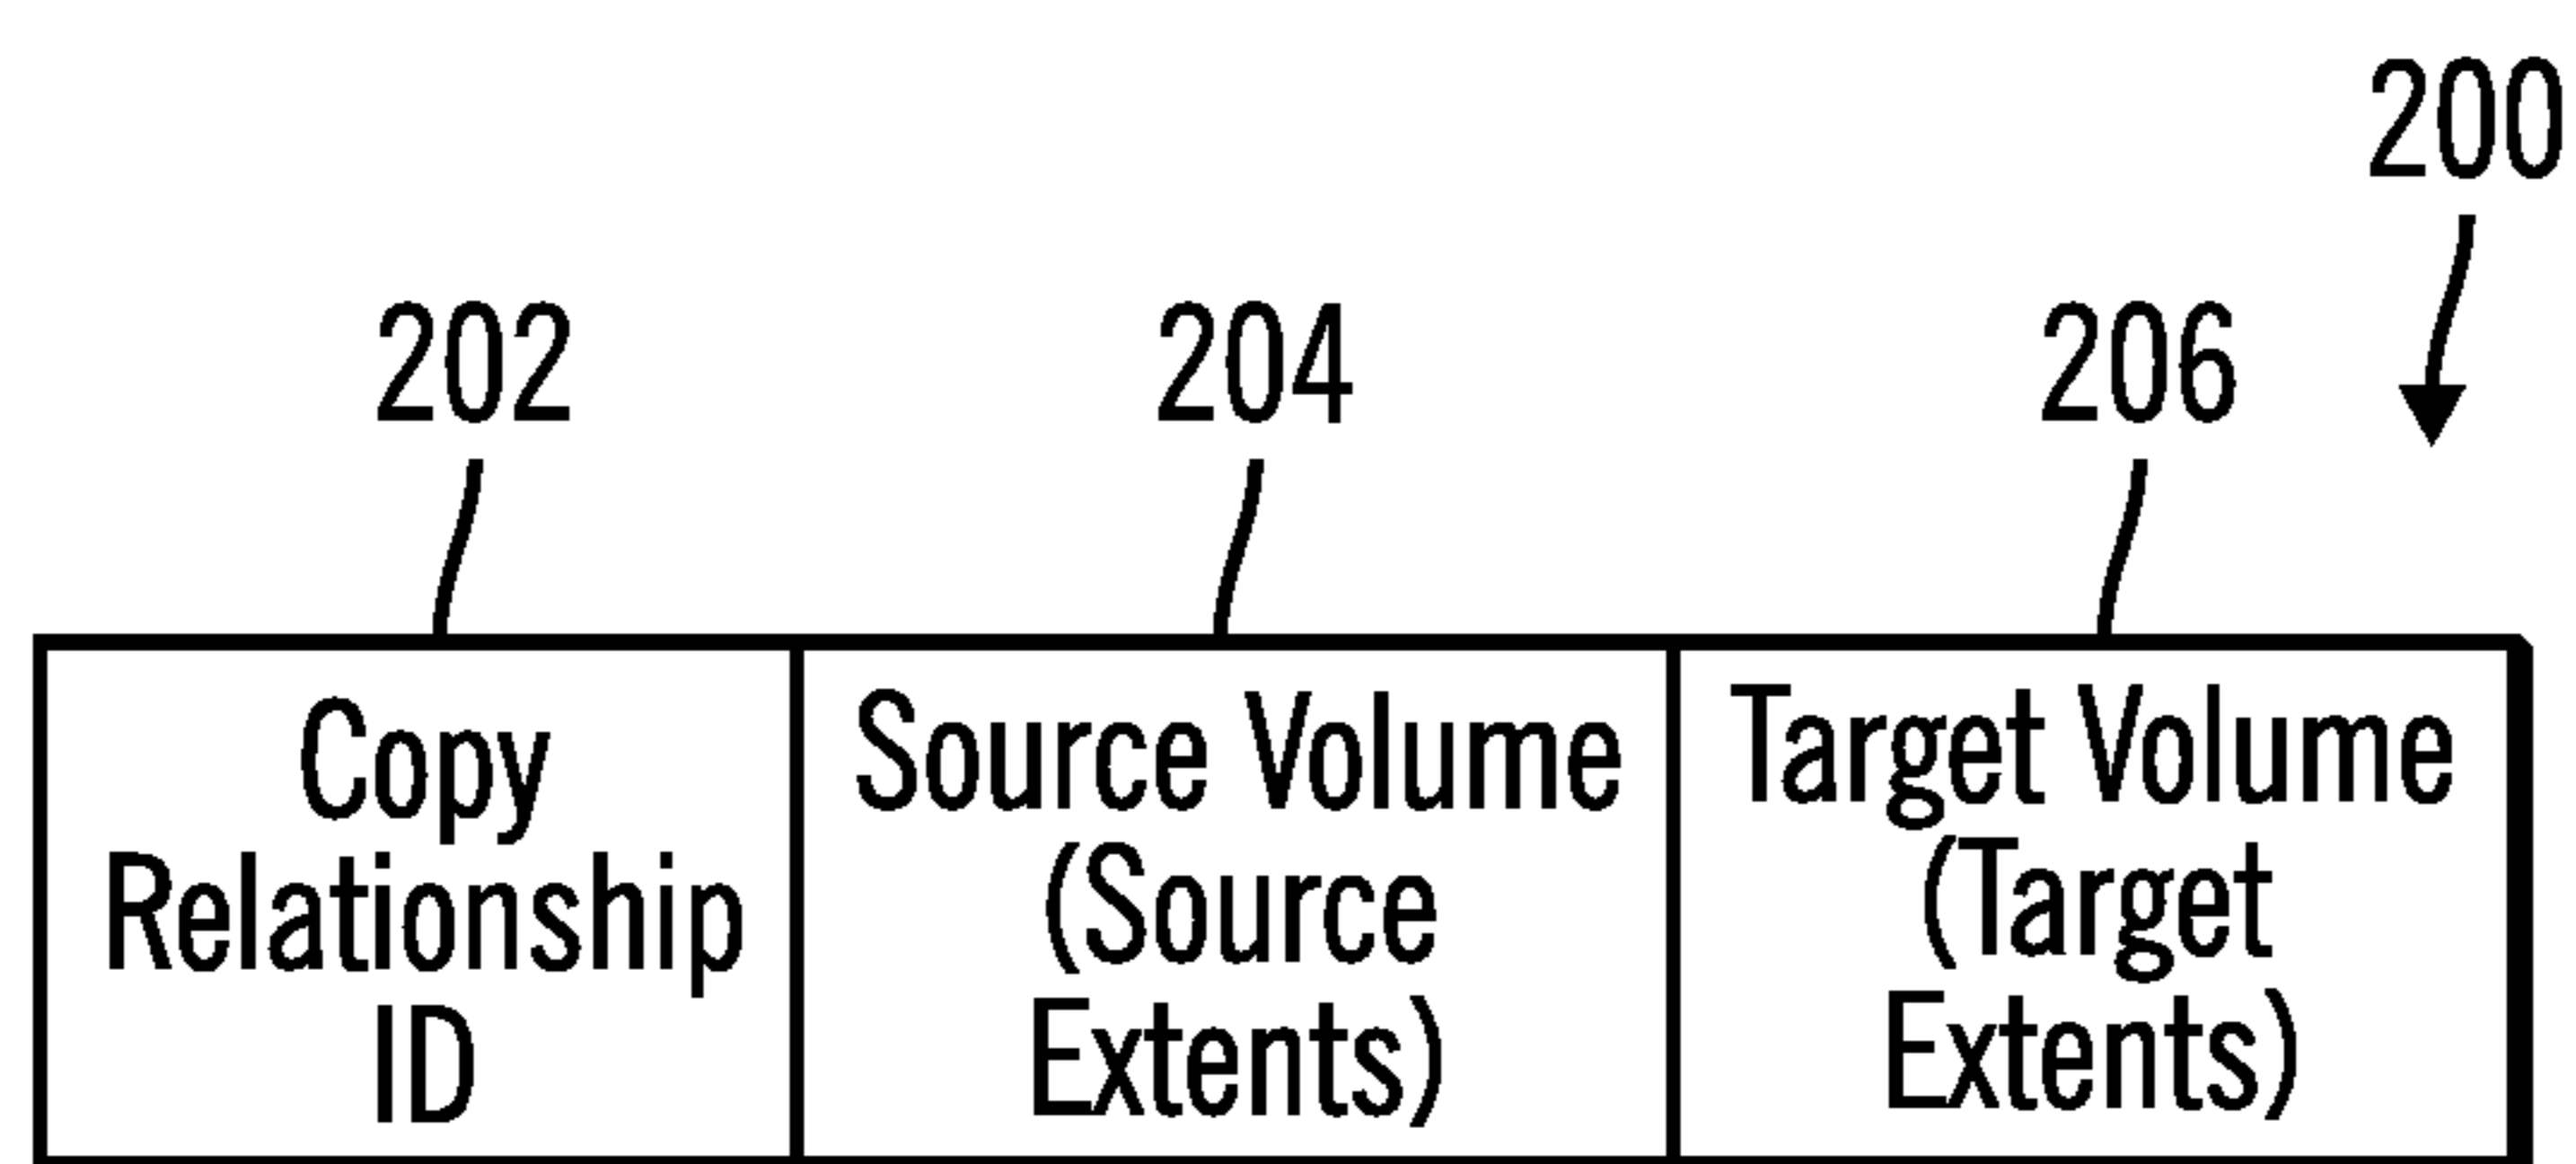 200
202 204 206
Copy
Relationship
ID
Source Volume
(Source
Extents)
Target Volume
(Target
Extents)